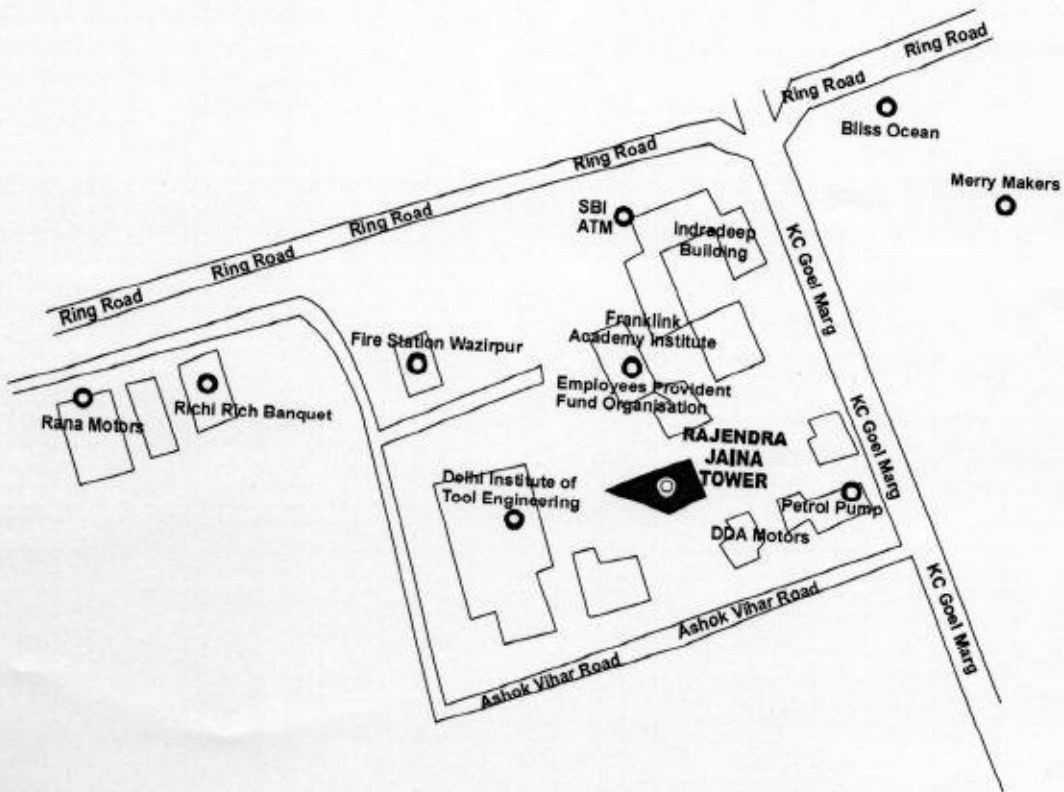 Ring Road
Ring Road
Bliss Ocean
Merry Makers
Ring Road
Ring Road
Ring Road
Ring Road
SBI
ATM
Indradeep
Building
KC Goel Marg
Fire Station Wazirpur
Franklink
Academy Institute
Employees Provident
Fund Organisation
Rana Motors
Richi Rich Banquet
KC Goel Marg
RAJENDRA
JAINA
TOWER
Delhi Institute of
Tool Engineering
Petrol Pump
DDA Motors
KC Goel Marg
Ashok Vihar Road
Ashok Vihar Road